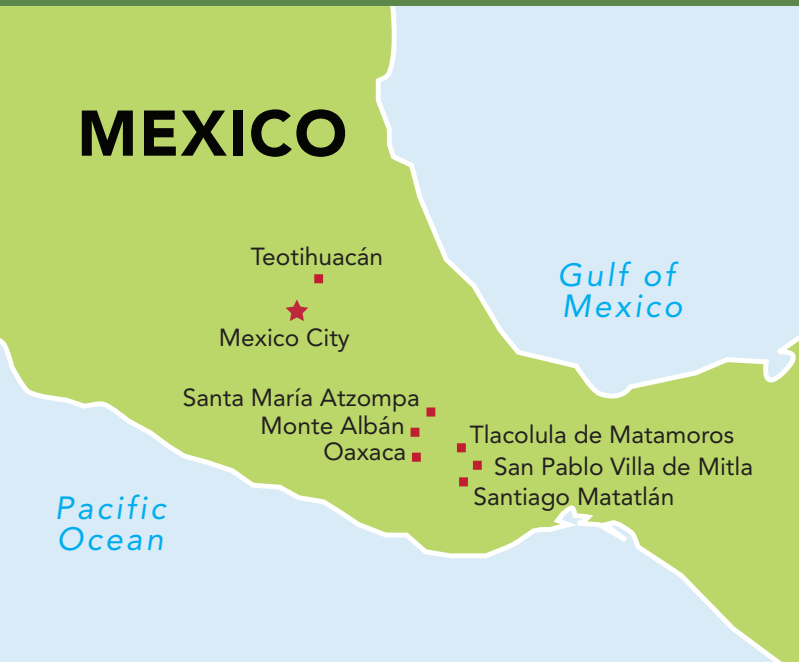 MEXICO
Teotihuacán
Gulf of
Mexico
Mexico City
Santa María Atzompa
Monte Albán
Oaxaca
Tlacolula de Matamoros
San Pablo Villa de Mitla
Santiago Matatlán
Pacific
Ocean